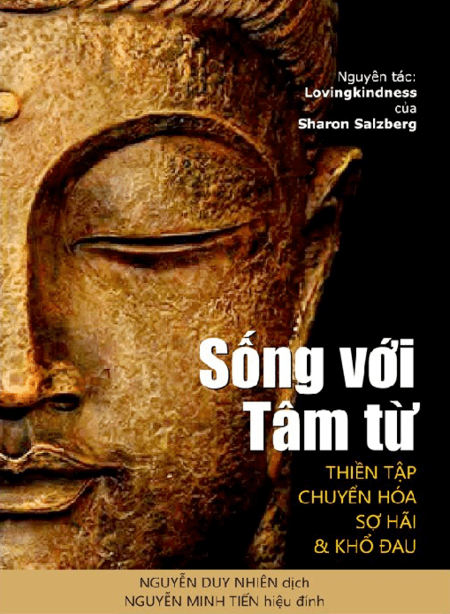 Nguyên tác:
Lovingkindness
của
Sharon Salzberg
Sống với
Tâm từ
THIỀN TẬP
CHUYỂN HÓA
SỢ HÃI
& KHỔ ĐAU
NGUYỄN DUY NHIÊN dịch
NGUYỄN MINH TIẾN hiệu đính